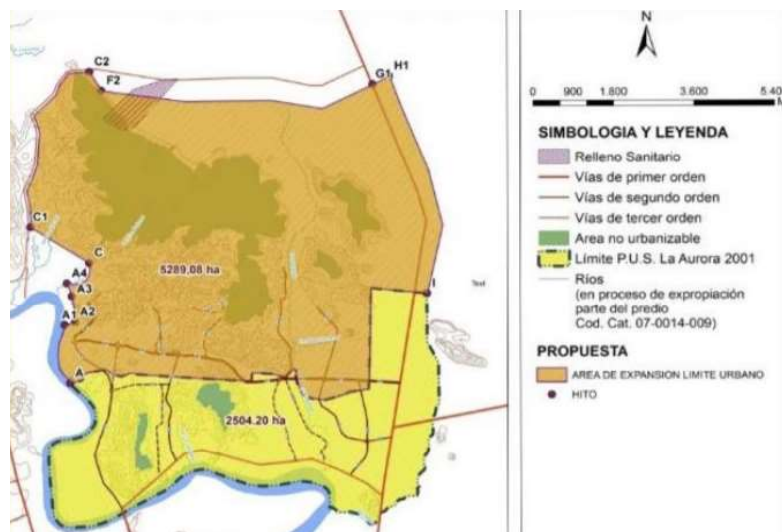 C2
F2
G1
H1
C1
C
A4
A3
A2
A1
A
I
5289,08 ha
2504.20 ha
Text
N
0 900 1.800 3.600 5.40
M
SIMBOLOGIA Y LEYENDA
Relleno Sanitario
Vías de primer orden
Vías de segundo orden
Vías de tercer orden
Area no urbanizable
Límite P.U.S. La Aurora 2001
Ríos
(en proceso de expropiación
parte del predio
Cod. Cat. 07-0014-009)
PROPUESTA
AREA DE EXPANSION LIMITE URBANO
HITO